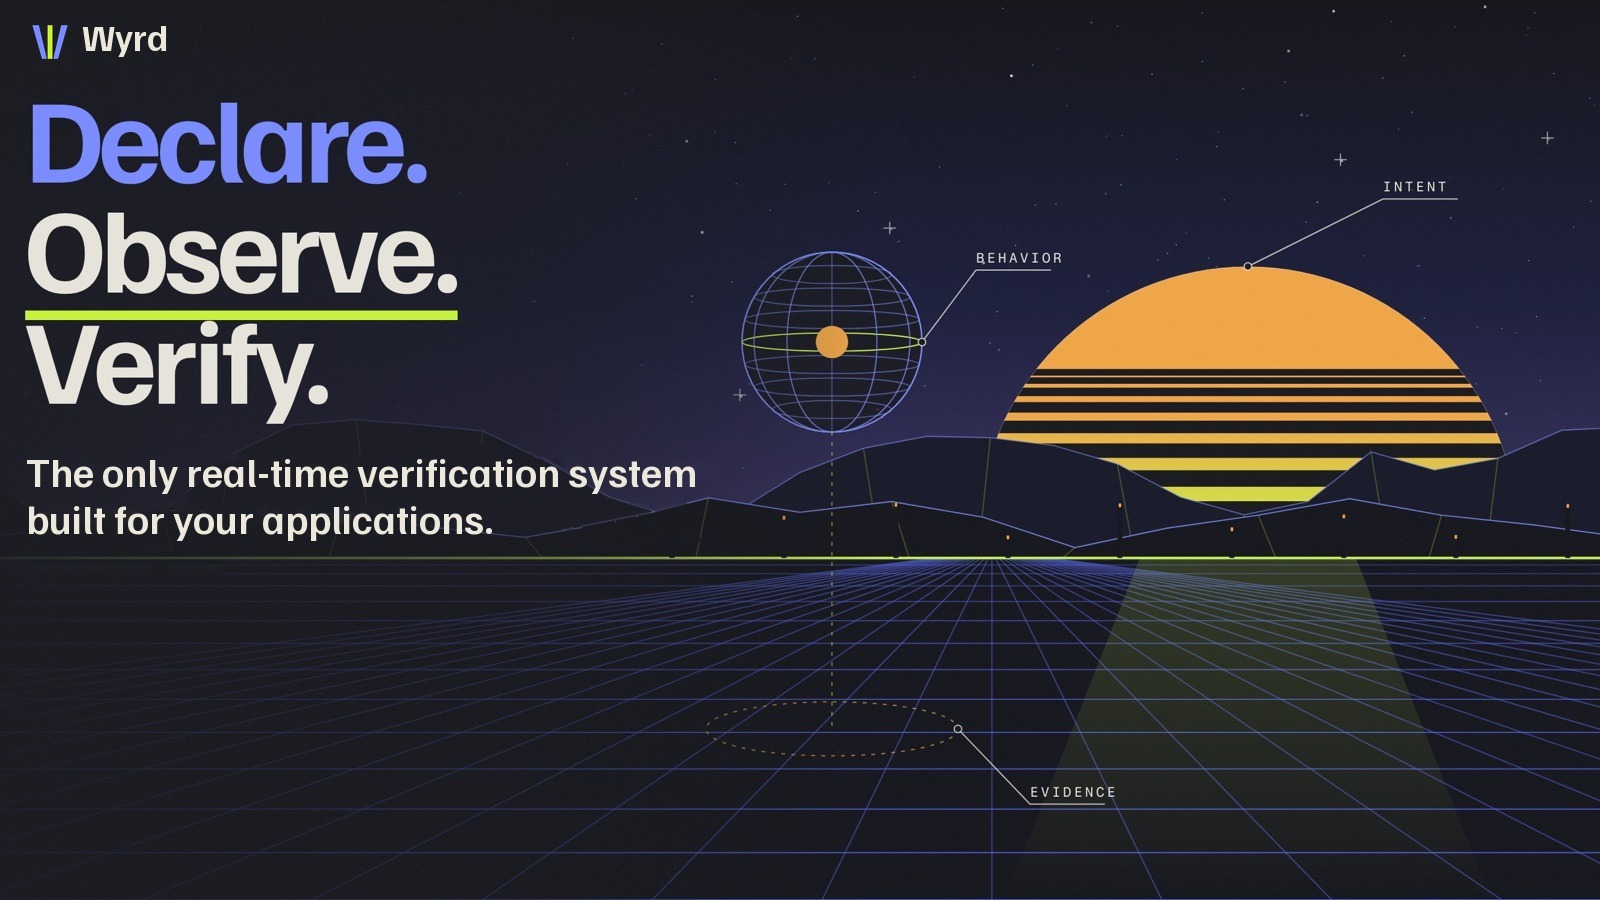 Wyrd
Declare.
Observe.
Verify.
The only real-time verification system
built for your applications.
INTENT
BEHAVIOR
EVIDENCE